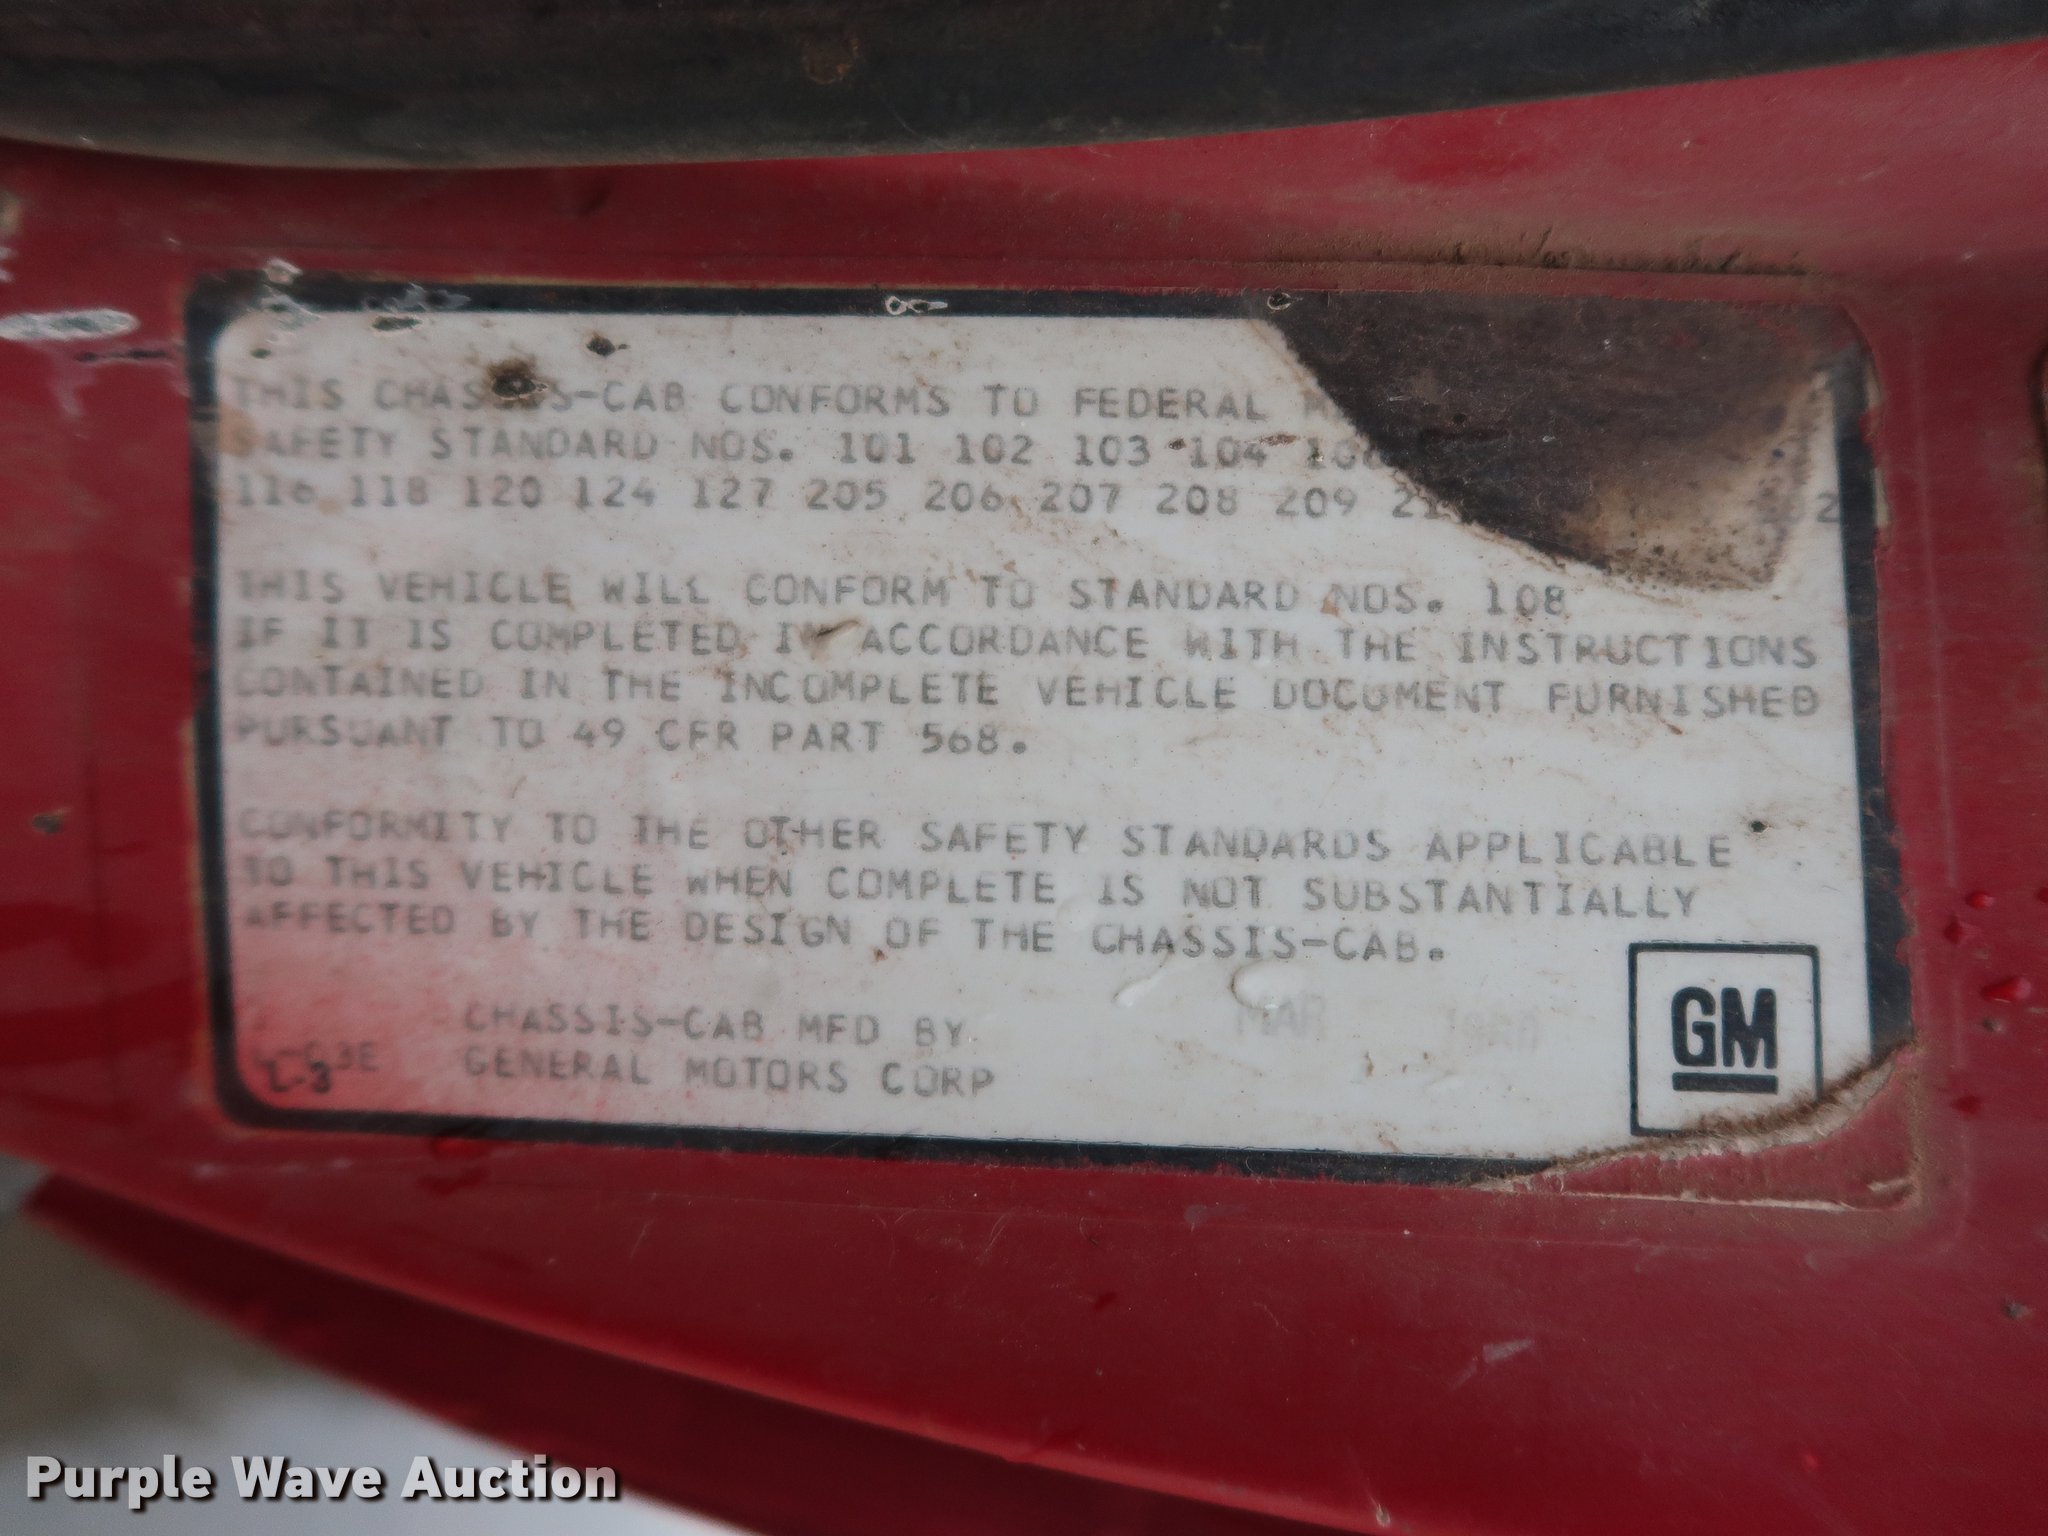 THIS CHASSIS-CAB CONFORMS TO FEDERAL M
SAFETY STANDARD NOS. 101 102 103 104
116 118 120 124 127 205 206 207 208 209 21 2
THIS VEHICLE WILL CONFORM TO STANDARD NOS. 108
IF IT IS COMPLETED IN ACCORDANCE WITH THE INSTRUCTIONS
CONTAINED IN THE INCOMPLETE VEHICLE DOCUMENT FURNISHED
PURSUANT TO 49 CFR PART 568.
CONFORMITY TO THE OTHER SAFETY STANDARDS APPLICABLE
TO THIS VEHICLE WHEN COMPLETE IS NOT SUBSTANTIALLY
AFFECTED BY THE DESIGN OF THE CHASSIS-CAB.
CHASSIS-CAB MFD BY MAR
GENERAL MOTORS CORP
GM
Purple Wave Auction